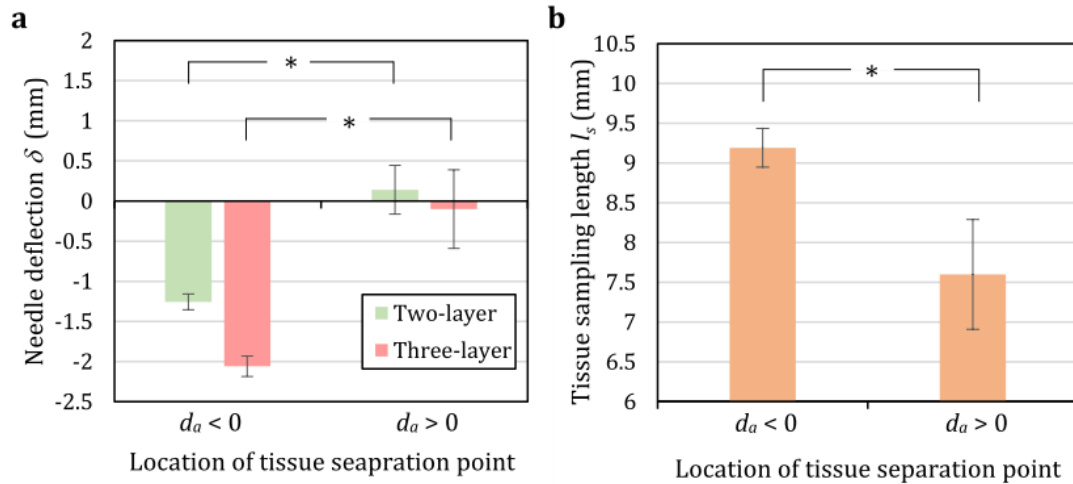 a
2
1.5
1
0.5
0
-0.5
-1
-1.5
-2
-2.5
Needle deflection δ (mm)
*
*
Two-layer
Three-layer
dₐ < 0
dₐ > 0
Location of tissue seapration point
b
10.5
10
9.5
9
8.5
8
7.5
7
6.5
6
Tissue sampling length lₛ (mm)
*
dₐ < 0
dₐ > 0
Location of tissue separation point